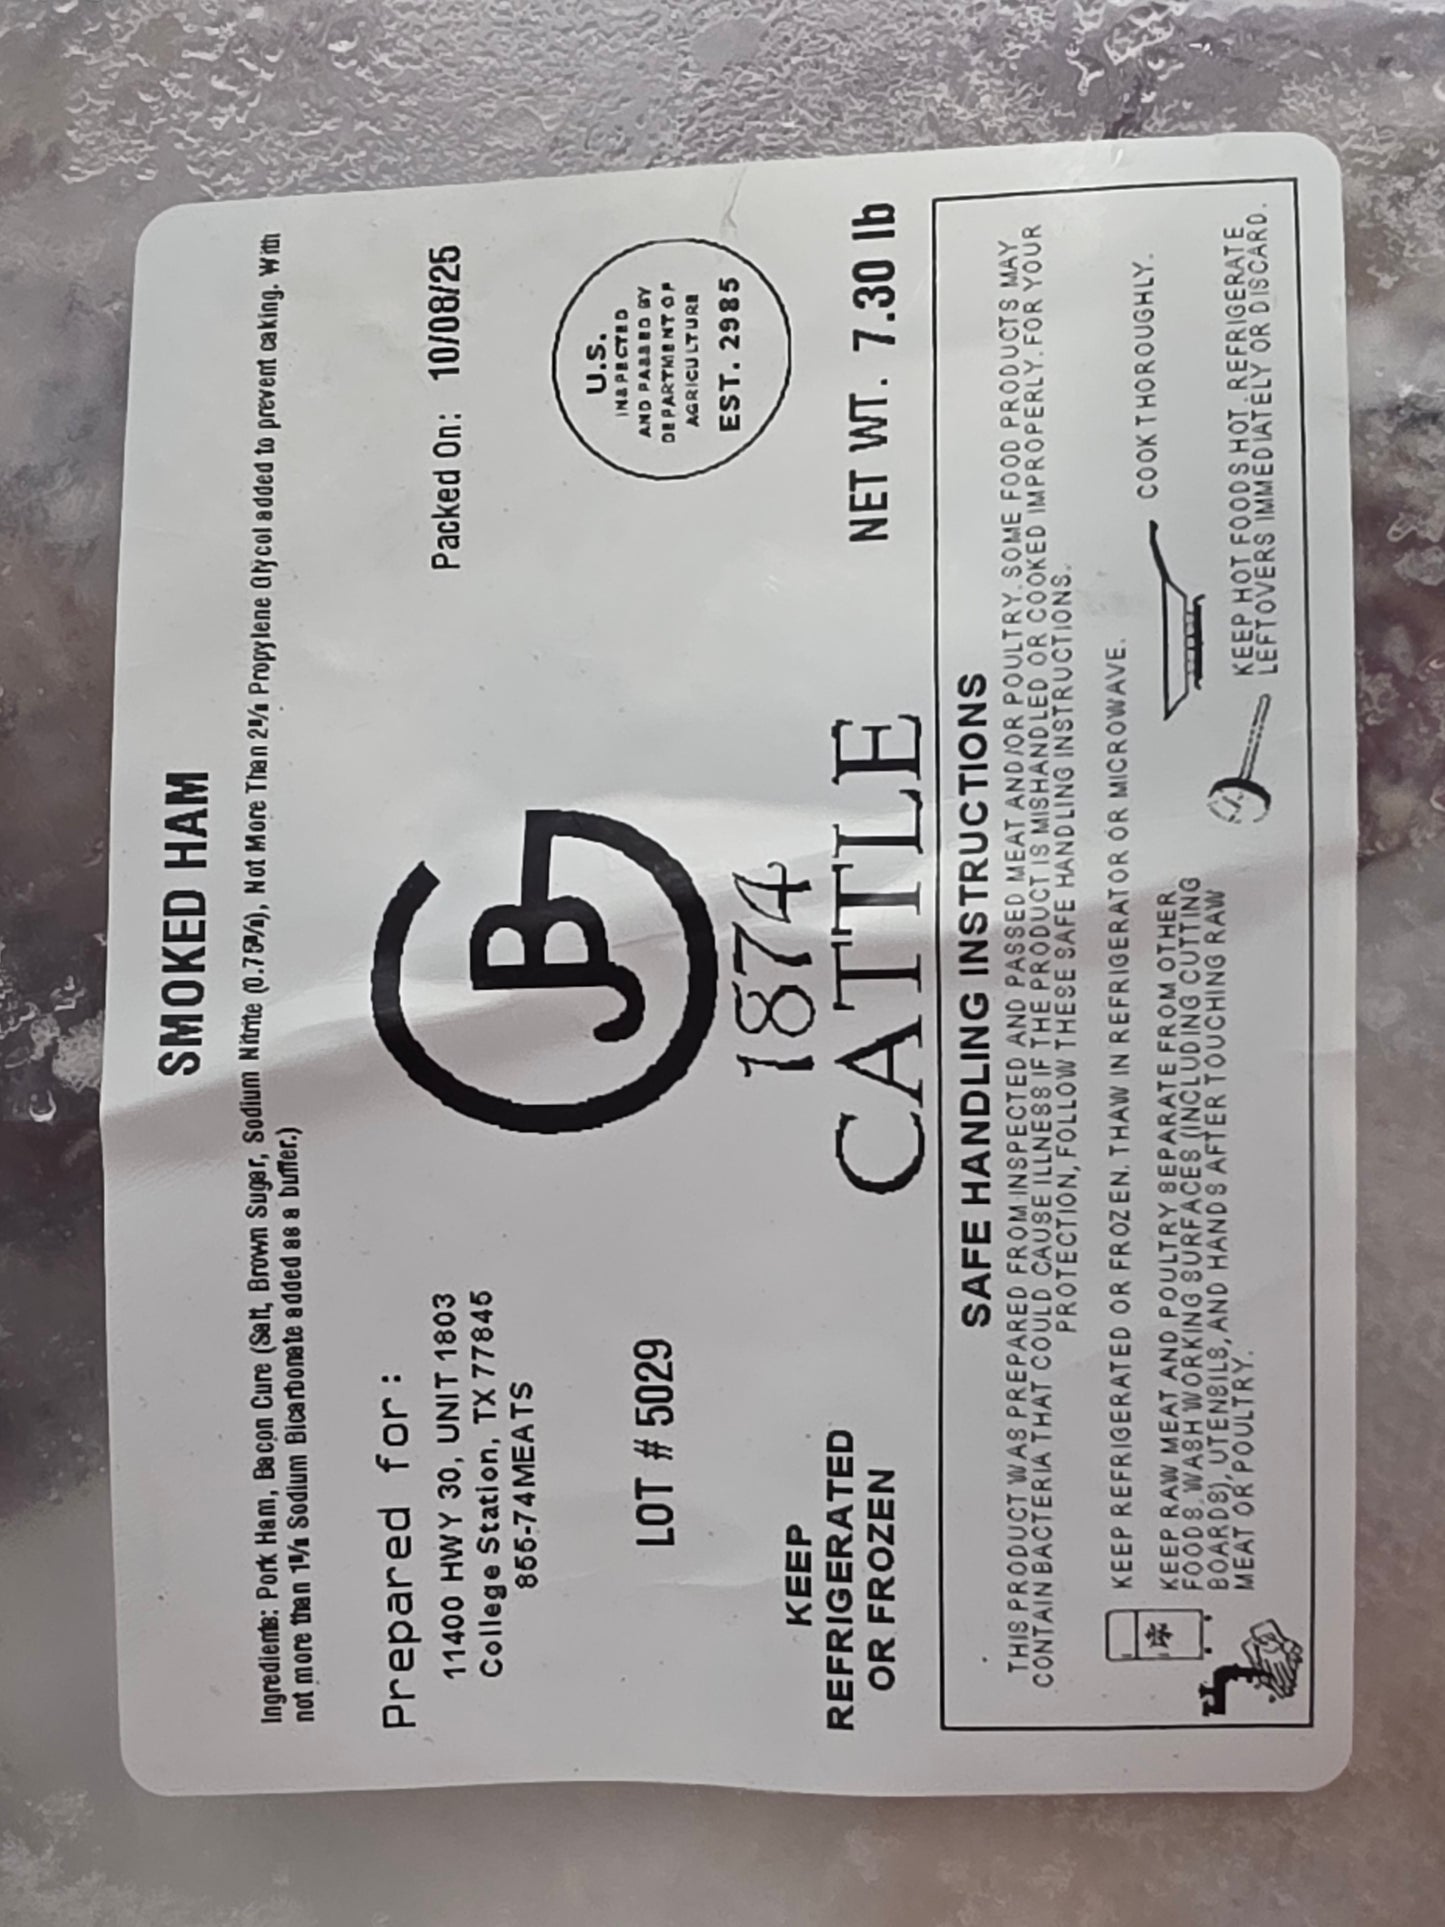 SMOKED HAM
Ingredients: Pork Ham, Bacon Cure (Salt, Brown Sugar, Sodium Nitrite (0.75%), Not More Than 2% Propylene Glycol added to prevent caking. With
not more than 1% Sodium Bicarbonate added as a buffer.)
Prepared for:
11400 HWY 30, UNIT 1803
College Station, TX 77845
855-74MEATS
LOT # 5029
KEEP
REFRIGERATED
OR FROZEN
JB
1874
CATTLE
Packed On: 10/08/25
U.S.
INSPECTED
AND PASSED BY
DEPARTMENT OF
AGRICULTURE
EST. 2985
NET WT. 7.30 lb
SAFE HANDLING INSTRUCTIONS
THIS PRODUCT WAS PREPARED FROM INSPECTED AND PASSED MEAT AND/OR POULTRY. SOME FOOD PRODUCTS MAY
CONTAIN BACTERIA THAT COULD CAUSE ILLNESS IF THE PRODUCT IS MISHANDLED OR COOKED IMPROPERLY. FOR YOUR
PROTECTION, FOLLOW THESE SAFE HANDLING INSTRUCTIONS.
KEEP REFRIGERATED OR FROZEN. THAW IN REFRIGERATOR OR MICROWAVE.
KEEP RAW MEAT AND POULTRY SEPARATE FROM OTHER
FOODS. WASH WORKING SURFACES (INCLUDING CUTTING
BOARDS), UTENSILS, AND HANDS AFTER TOUCHING RAW
MEAT OR POULTRY.
COOK THOROUGHLY.
KEEP HOT FOODS HOT. REFRIGERATE
LEFTOVERS IMMEDIATELY OR DISCARD.